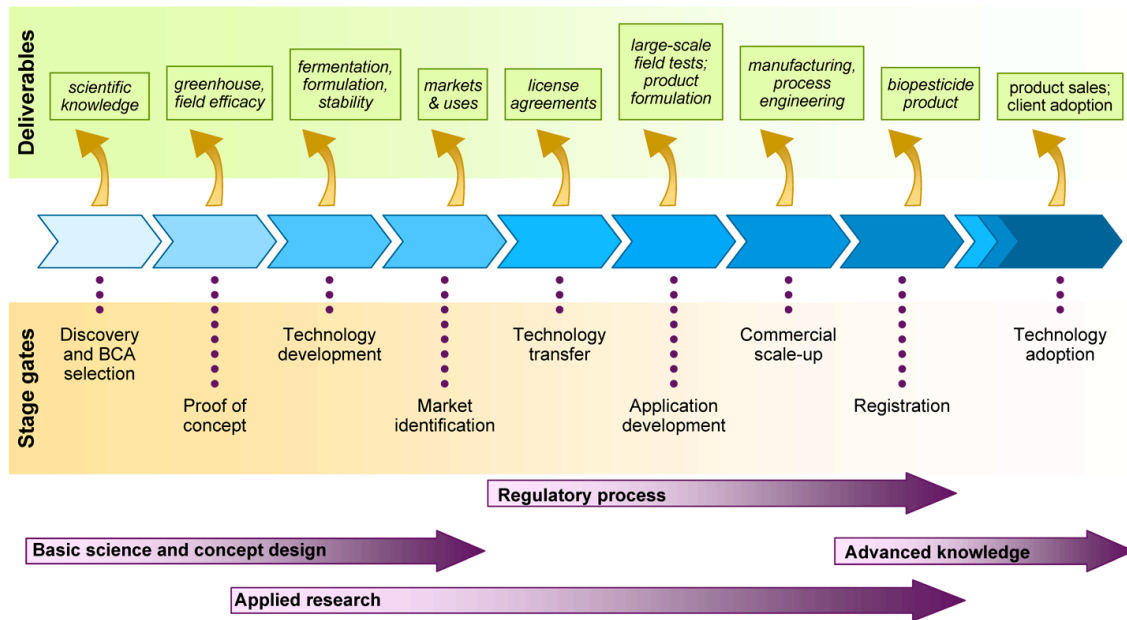 Deliverables
scientific
knowledge
greenhouse,
field efficacy
fermentation,
formulation,
stability
markets
& uses
license
agreements
large-scale
field tests;
product
formulation
manufacturing,
process
engineering
biopesticide
product
product sales;
client adoption
Stage gates
Discovery
and BCA
selection
Proof of
concept
Technology
development
Market
identification
Technology
transfer
Application
development
Commercial
scale-up
Registration
Technology
adoption
Regulatory process
Basic science and concept design
Advanced knowledge
Applied research